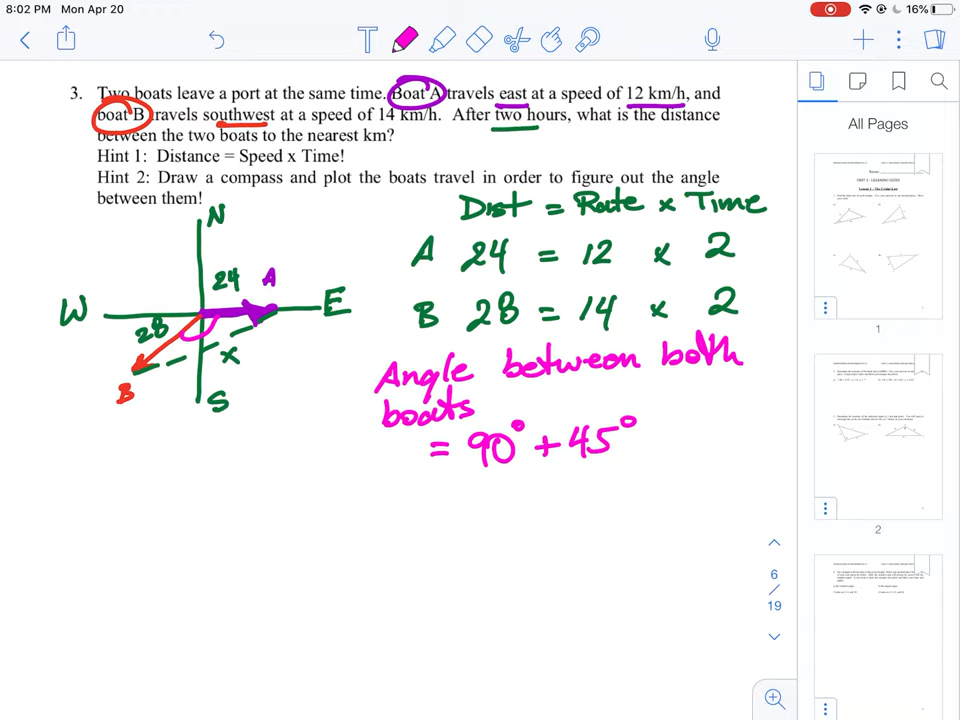 8:02 PM Mon Apr 20
16%
T
3. Two boats leave a port at the same time. Boat A travels east at a speed of 12 km/h, and
boat B travels southwest at a speed of 14 km/h. After two hours, what is the distance
between the two boats to the nearest km?
Hint 1: Distance = Speed x Time!
Hint 2: Draw a compass and plot the boats travel in order to figure out the angle
between them!
N
Dist = Rate x Time
A 24 = 12 x 2
24 A
W E
28
B 28 = 14 x 2
x
B
S
Angle between both
boats
= 90° + 45°
6
/
19
All Pages
1
2